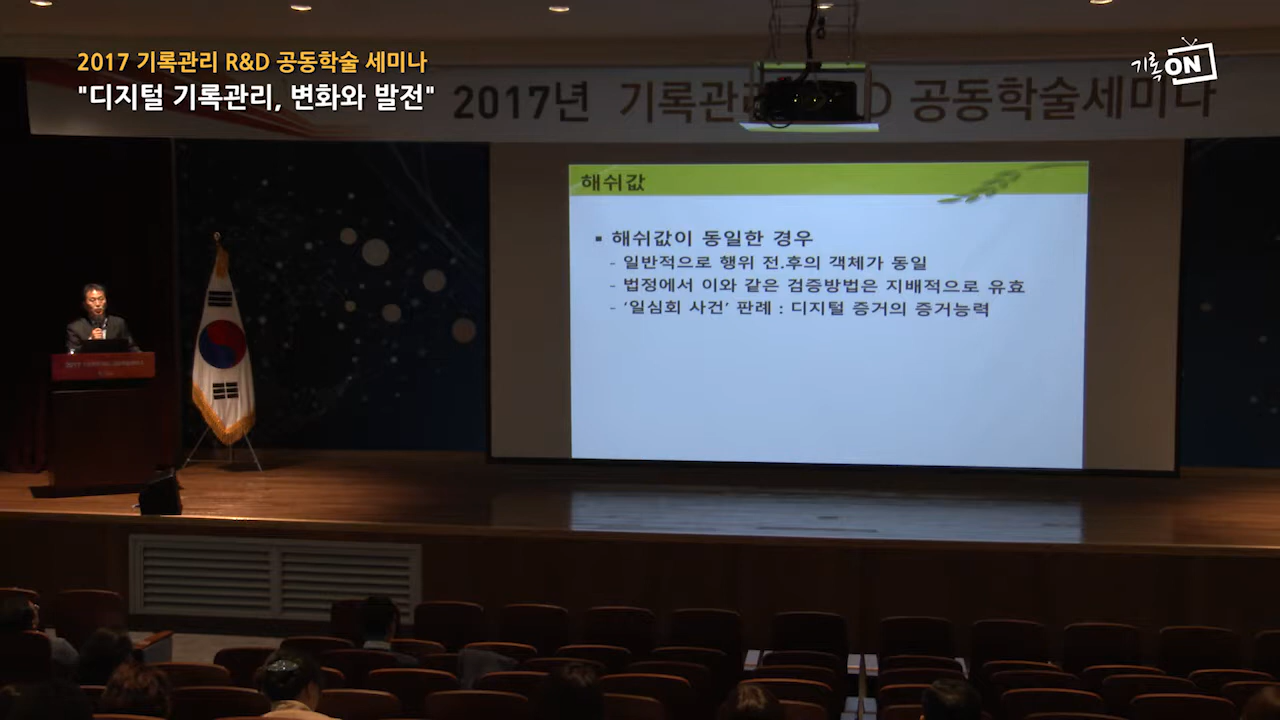 2017 기록관리 R&D 공동학술 세미나
"디지털 기록관리, 변화와 발전"
기록ON
2017년 기록관리 D 공동학술세미나
해쉬값
▪ 해쉬값이 동일한 경우
- 일반적으로 행위 전.후의 객체가 동일
- 법정에서 이와 같은 검증방법은 지배적으로 유효
- ‘일심회 사건’ 판례 : 디지털 증거의 증거능력
2017